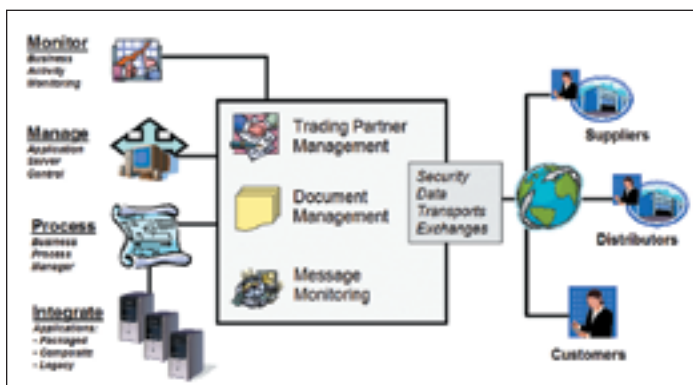 Monitor
Business
Activity
Monitoring
Manage
Application
Server
Control
Process
Business
Process
Manager
Integrate
Applications:
- Packaged
- Composite
- Legacy
Trading Partner
Management
Document
Management
Message
Monitoring
Security
Data
Transports
Exchanges
Suppliers
Distributors
Customers